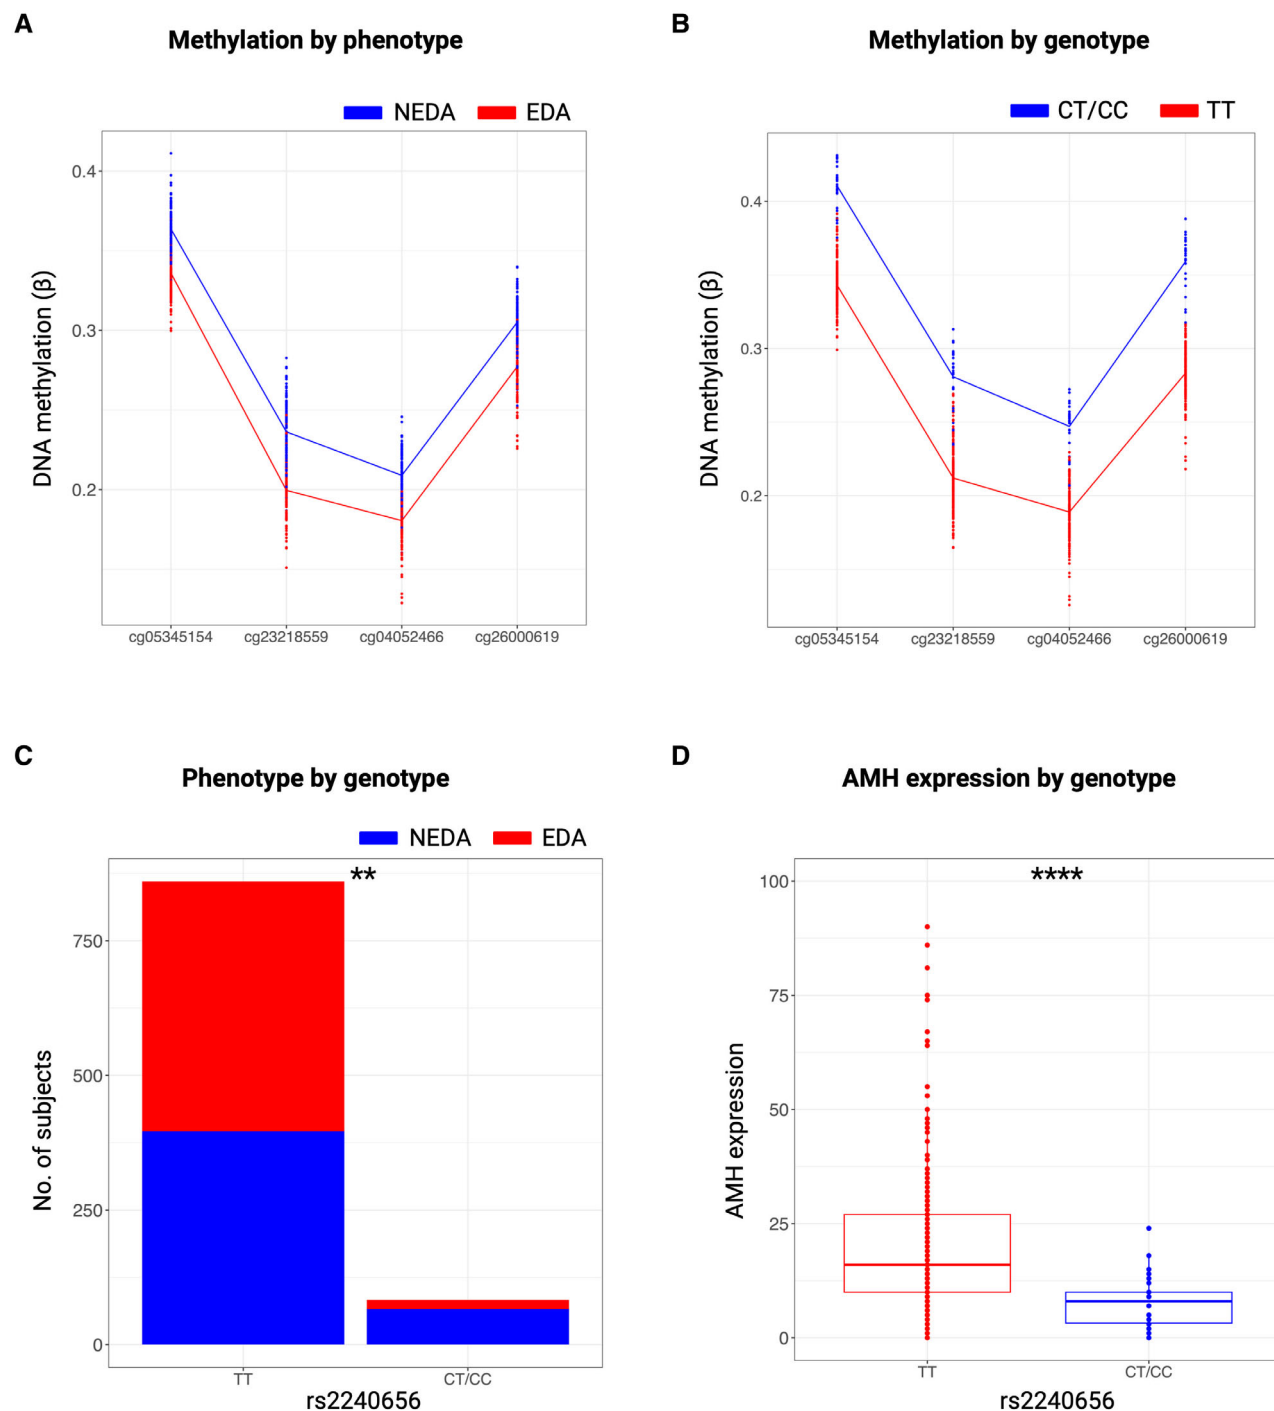 A
Methylation by phenotype
NEDA EDA
DNA methylation (β)
0.4
0.3
0.2
cg05345154 cg23218559 cg04052466 cg26000619
B
Methylation by genotype
CT/CC TT
DNA methylation (β)
0.4
0.3
0.2
cg05345154 cg23218559 cg04052466 cg26000619
C
Phenotype by genotype
NEDA EDA
**
No. of subjects
750
500
250
0
TT CT/CC
rs2240656
D
AMH expression by genotype
****
AMH expression
100
75
50
25
0
TT CT/CC
rs2240656